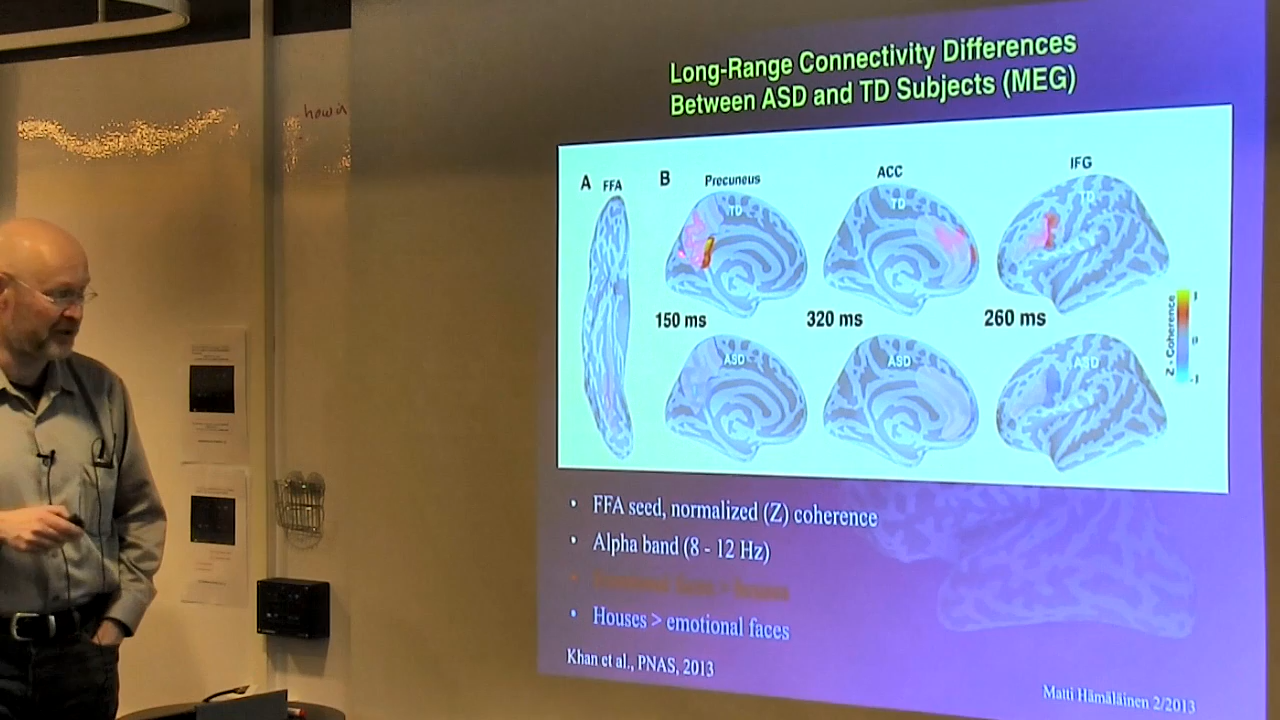 how in
Long-Range Connectivity Differences
Between ASD and TD Subjects (MEG)
A FFA B Precuneus ACC IFG
TD TD TD
150 ms 320 ms 260 ms
ASD ASD ASD
Z - Coherence
• FFA seed, normalized (Z) coherence
• Alpha band (8 - 12 Hz)
• Houses > emotional faces
Khan et al., PNAS, 2013
Matti Hämäläinen 2/2013